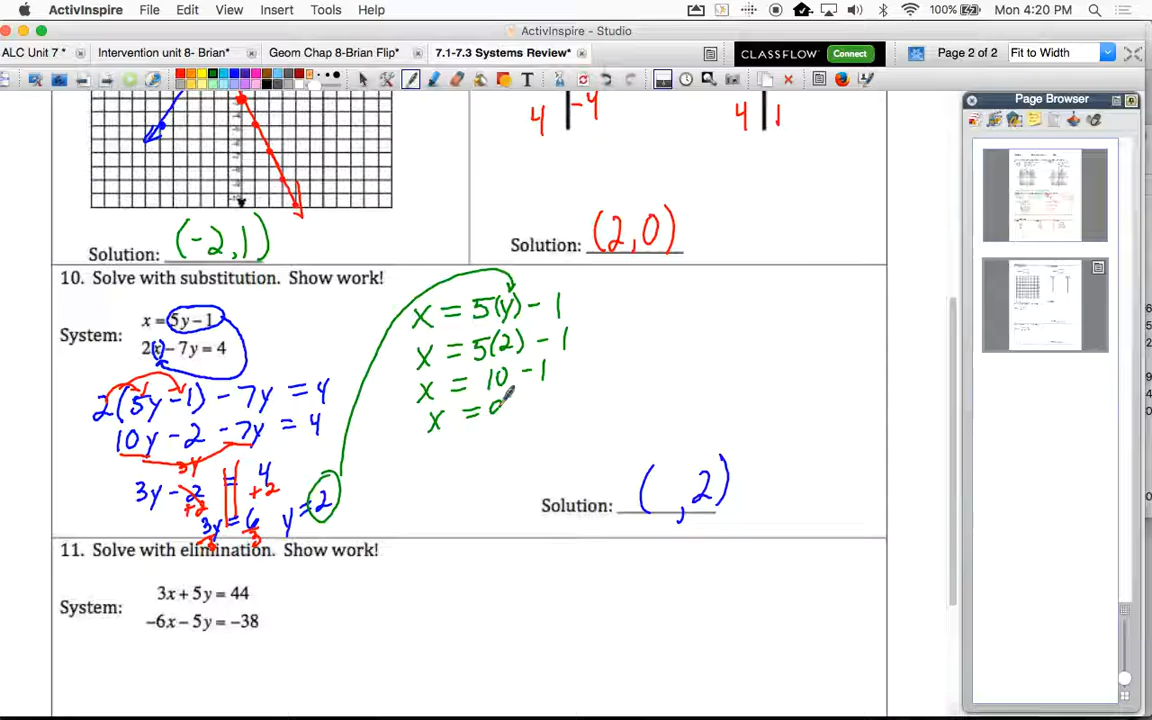 ActivInspire File Edit View Insert Tools Help 100% Mon 4:20 PM
ActivInspire - Studio
ALC Unit 7 * Intervention unit 8- Brian* Geom Chap 8-Brian Flip* 7.1-7.3 Systems Review* CLASSFLOW Connect Page 2 of 2 Fit to Width
Page Browser
4 | -4
4 | 1
Solution: (-2,1)
Solution: (2,0)
10. Solve with substitution. Show work!
System:
x = 5y - 1
2x - 7y = 4
2(5y - 1) - 7y = 4
10y - 2 - 7y = 4
3y
3y - 2 = 4
+2 +2
3y = 6
3 3
y = 2
x = 5(y) - 1
x = 5(2) - 1
x = 10 - 1
x =
Solution: ( , 2)
11. Solve with elimination. Show work!
System:
3x + 5y = 44
-6x - 5y = -38